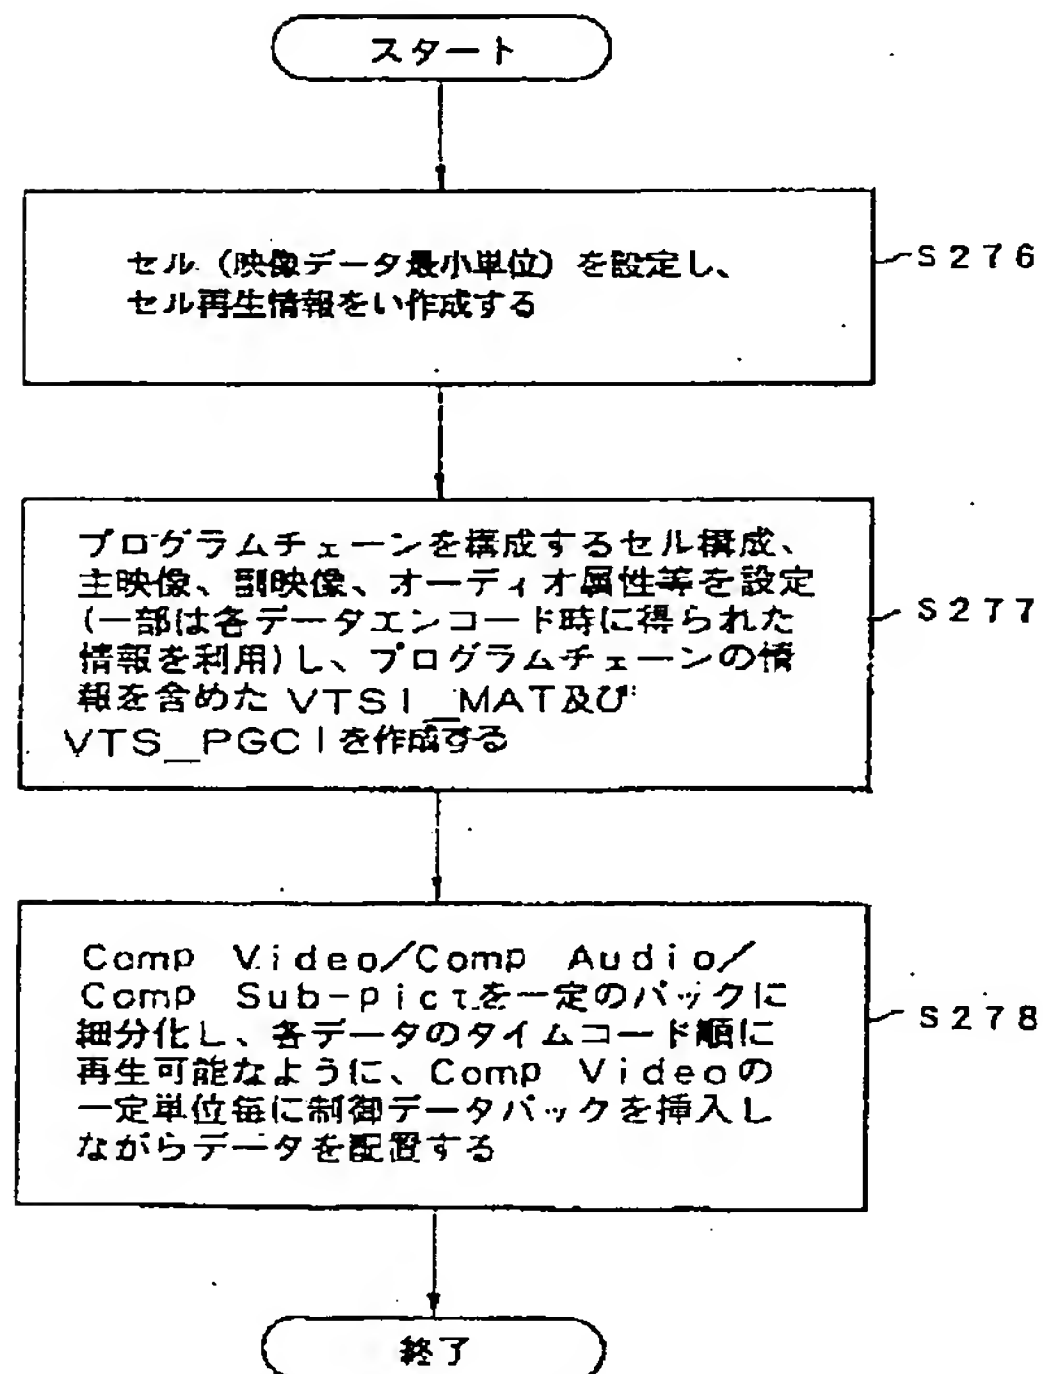 スタート
セル(映像データ最小単位)を設定し、
セル再生情報をい作成する
S276
プログラムチェーンを構成するセル構成、
主映像、副映像、オーディオ属性等を設定
(一部は各データエンコード時に得られた
情報を利用)し、プログラムチェーンの情
報を含めた VTSI_MAT及び
VTS_PGCIを作成する
S277
Comp Video/Comp Audio/
Comp Sub-pictを一定のパックに
細分化し、各データのタイムコード順に
再生可能なように、Comp Videoの
一定単位毎に制御データパックを挿入し
ながらデータを配置する
S278
終了